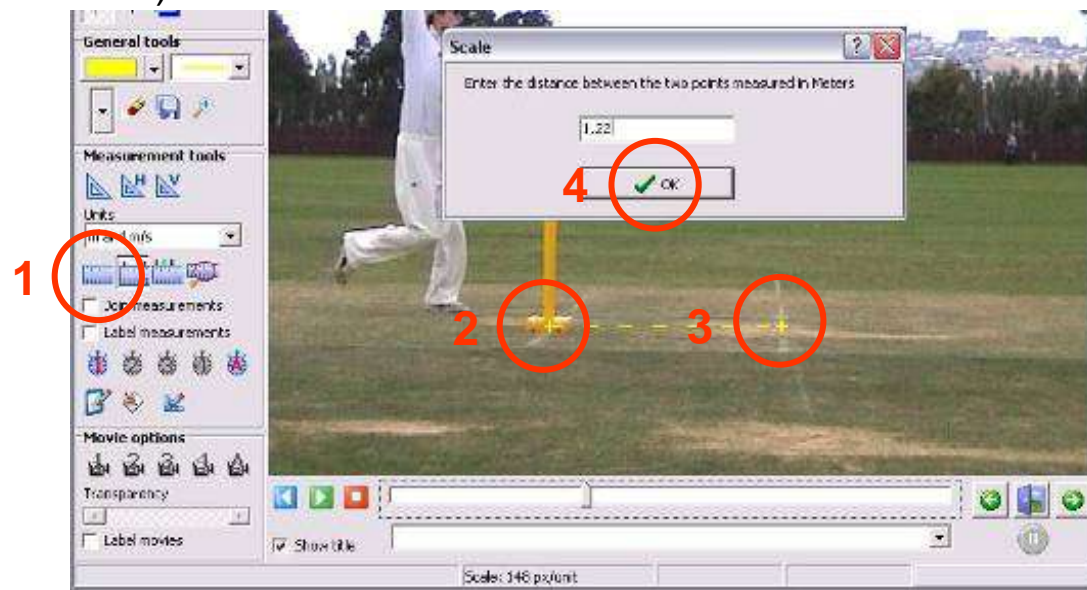 )
General tools
Scale
?
Enter the distance between the two points measured in Meters
1.22
4
OK
Measurement tools
H
V
Units
m and m/s
1
Join measurements
2
3
Label measurements
Movie options
Transparency
Label movies
Show title
Scale: 148 px/unit